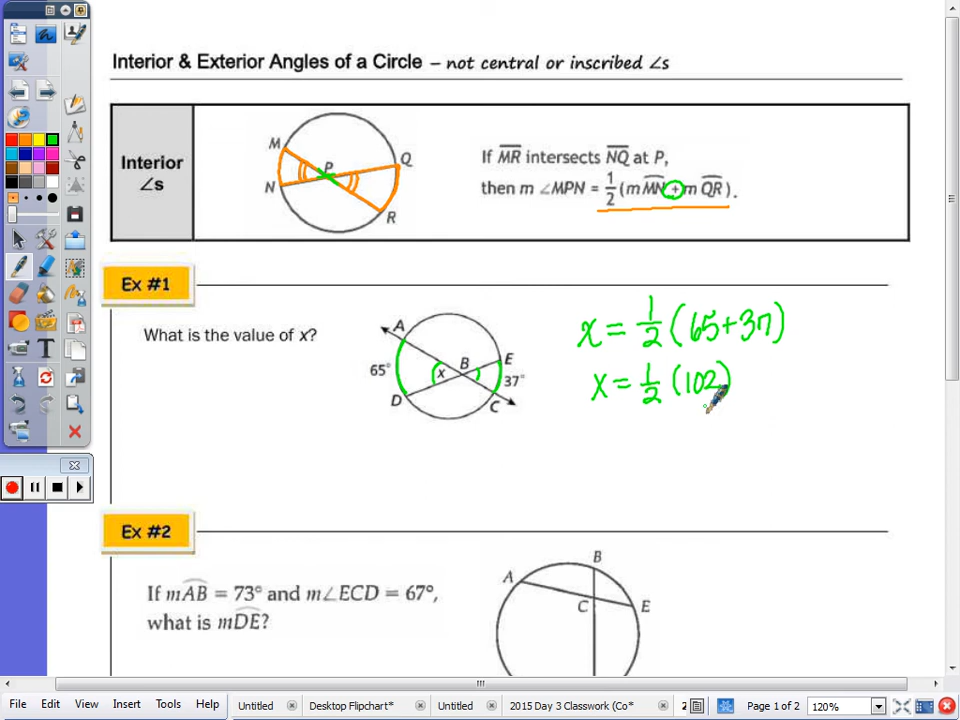 Interior & Exterior Angles of a Circle – not central or inscribed ∠s
Interior
∠s
M
N
P
Q
R
If MR intersects NQ at P,
then m ∠MPN = 1/2 (m MN + m QR).
Ex #1
What is the value of x?
A
65°
D
x
B
E
37°
C
x = 1/2 (65+37)
x = 1/2 (102)
Ex #2
If mAB = 73° and m∠ECD = 67°,
what is mDE?
A
B
C
E
File Edit View Insert Tools Help Untitled Desktop Flipchart* Untitled 2015 Day 3 Classwork (Co* 2 Page 1 of 2 120%